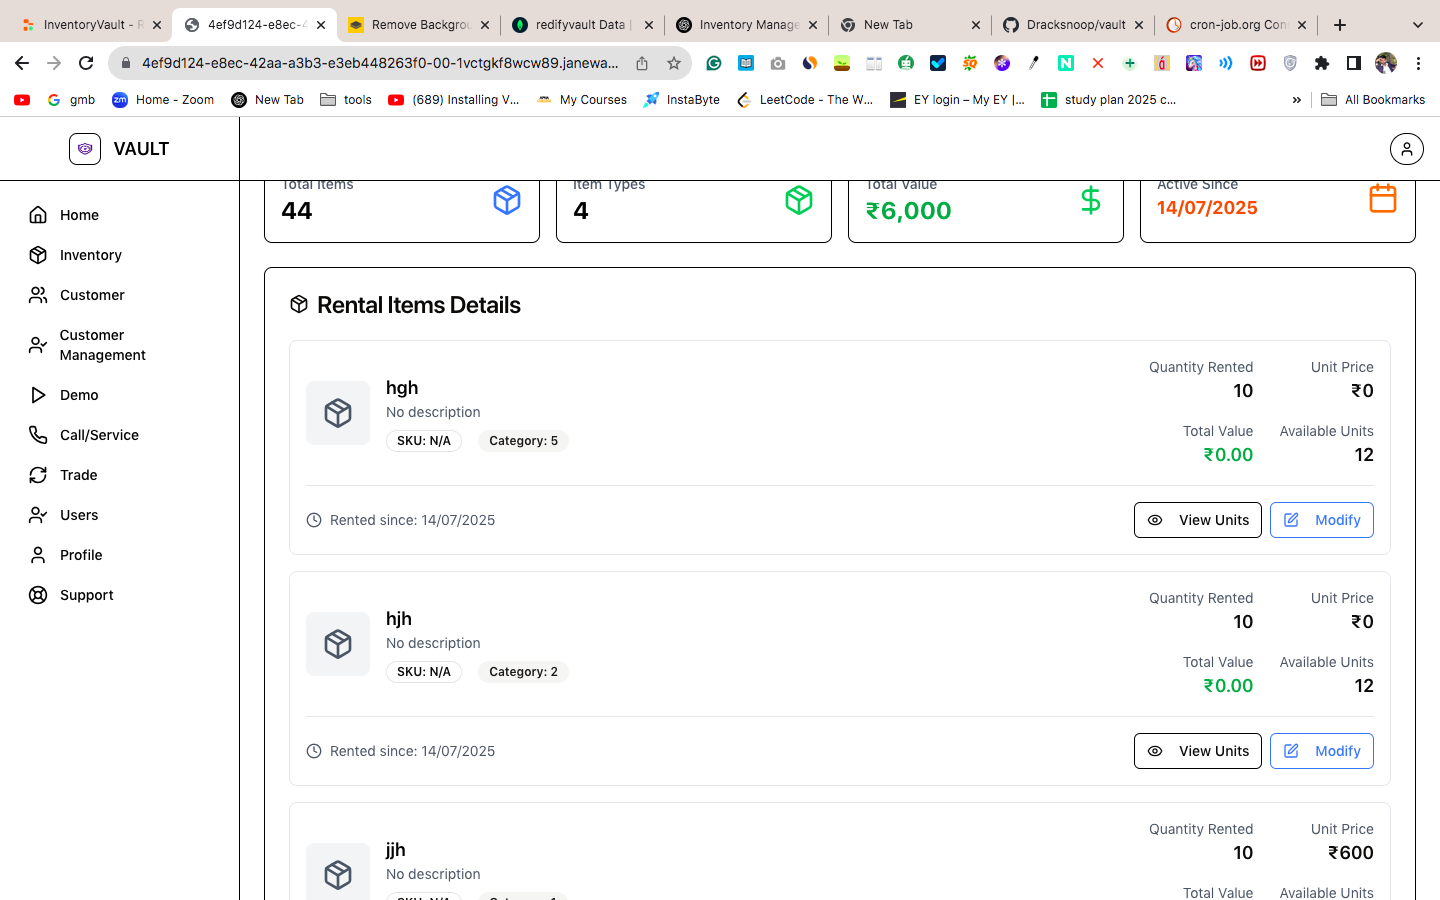 InventoryVault - R
4ef9d124-e8ec-4
Remove Backgrou
redifyvault Data |
Inventory Manage
New Tab
Dracksnoop/vault
cron-job.org Con
4ef9d124-e8ec-42aa-a3b3-e3eb448263f0-00-1vctgkf8wcw89.janewa...
gmb
Home - Zoom
New Tab
tools
(689) Installing V...
My Courses
InstaByte
LeetCode - The W...
EY login – My EY |...
study plan 2025 c...
»
All Bookmarks
VAULT
Home
Inventory
Customer
Customer
Management
Demo
Call/Service
Trade
Users
Profile
Support
Total Items
44
Item Types
4
Total Value
₹6,000
Active Since
14/07/2025
Rental Items Details
hgh
No description
SKU: N/A
Category: 5
Quantity Rented
10
Unit Price
₹0
Total Value
₹0.00
Available Units
12
Rented since: 14/07/2025
View Units
Modify
hjh
No description
SKU: N/A
Category: 2
Quantity Rented
10
Unit Price
₹0
Total Value
₹0.00
Available Units
12
Rented since: 14/07/2025
View Units
Modify
jjh
No description
SKU: N/A
Category: 1
Quantity Rented
10
Unit Price
₹600
Total Value
Available Units